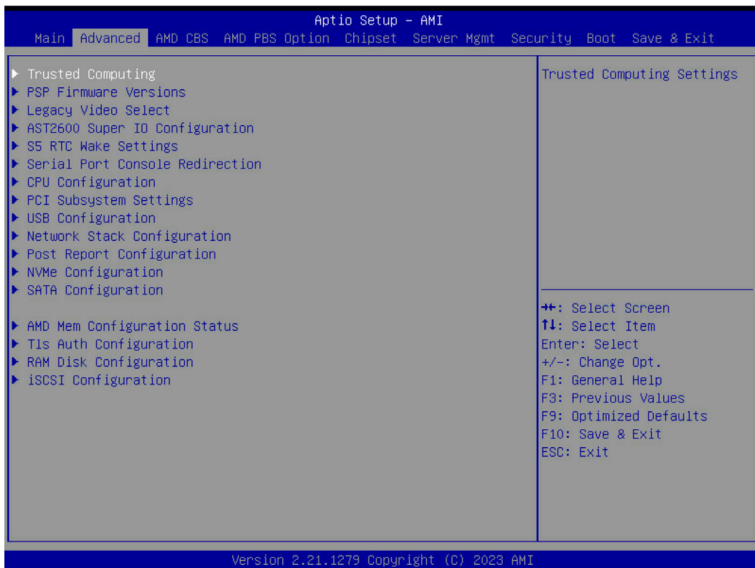 Aptio Setup – AMI
Main Advanced AMD CBS AMD PBS Option Chipset Server Mgmt Security Boot Save & Exit
Trusted Computing
PSP Firmware Versions
Legacy Video Select
AST2600 Super IO Configuration
S5 RTC Wake Settings
Serial Port Console Redirection
CPU Configuration
PCI Subsystem Settings
USB Configuration
Network Stack Configuration
Post Report Configuration
NVMe Configuration
SATA Configuration
AMD Mem Configuration Status
Tls Auth Configuration
RAM Disk Configuration
iSCSI Configuration
Trusted Computing Settings
→←: Select Screen
↑↓: Select Item
Enter: Select
+/-: Change Opt.
F1: General Help
F3: Previous Values
F9: Optimized Defaults
F10: Save & Exit
ESC: Exit
Version 2.21.1279 Copyright (C) 2023 AMI